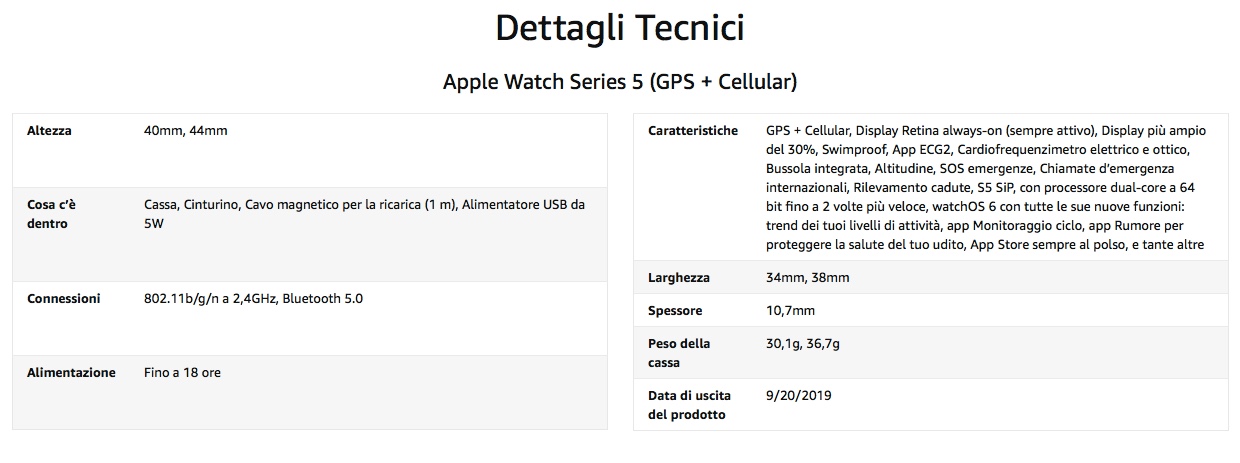 Dettagli Tecnici
Apple Watch Series 5 (GPS + Cellular)
Altezza 40mm, 44mm
Cosa c'è Cassa, Cinturino, Cavo magnetico per la ricarica (1 m), Alimentatore USB da
dentro 5W
Connessioni 802.11b/g/n a 2,4GHz, Bluetooth 5.0
Alimentazione Fino a 18 ore
Caratteristiche GPS + Cellular, Display Retina always-on (sempre attivo), Display più ampio
del 30%, Swimproof, App ECG2, Cardiofrequenzimetro elettrico e ottico,
Bussola integrata, Altitudine, SOS emergenze, Chiamate d'emergenza
internazionali, Rilevamento cadute, S5 SiP, con processore dual-core a 64
bit fino a 2 volte più veloce, watchOS 6 con tutte le sue nuove funzioni:
trend dei tuoi livelli di attività, app Monitoraggio ciclo, app Rumore per
proteggere la salute del tuo udito, App Store sempre al polso, e tante altre
Larghezza 34mm, 38mm
Spessore 10,7mm
Peso della 30,1g, 36,7g
cassa
Data di uscita 9/20/2019
del prodotto